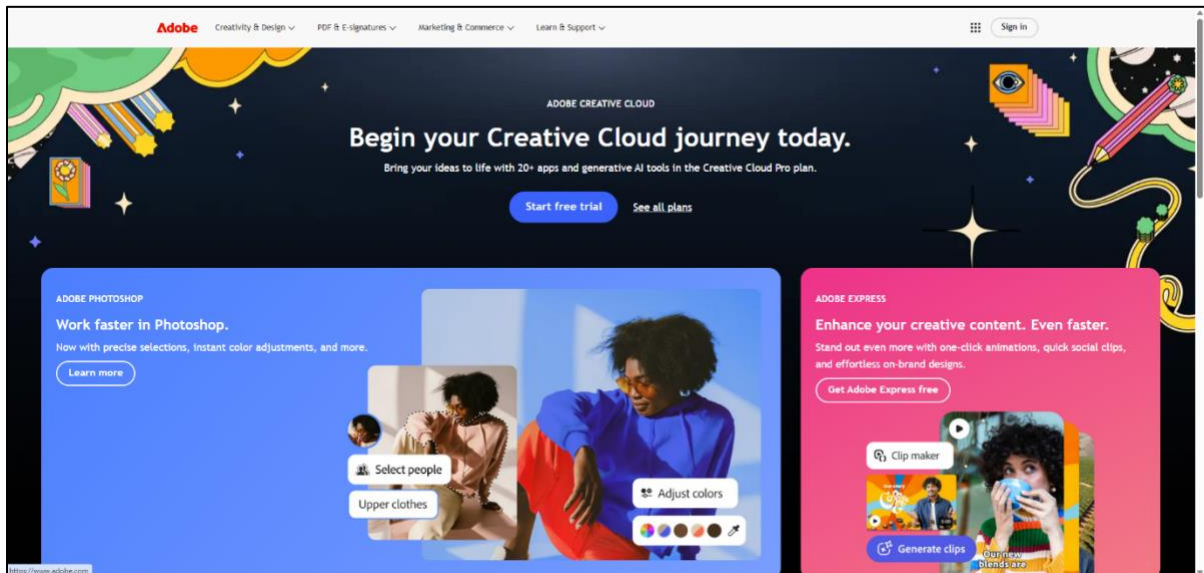 Adobe
Creativity & Design
PDF & E-signatures
Marketing & Commerce
Learn & Support
Sign in
ADOBE CREATIVE CLOUD
Begin your Creative Cloud journey today.
Bring your ideas to life with 20+ apps and generative AI tools in the Creative Cloud Pro plan.
Start free trial
See all plans
ADOBE PHOTOSHOP
Work faster in Photoshop.
Now with precise selections, instant color adjustments, and more.
Learn more
Select people
Upper clothes
Adjust colors
ADOBE EXPRESS
Enhance your creative content. Even faster.
Stand out even more with one-click animations, quick social clips,
and effortless on-brand designs.
Get Adobe Express free
Clip maker
Generate clips
Our new
blends are
https://www.adobe.com